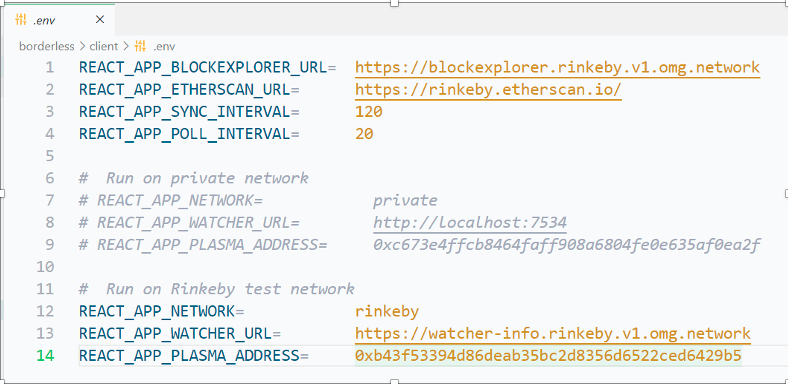 .env ×
borderless > client > .env
1 REACT_APP_BLOCKEXPLORER_URL= https://blockexplorer.rinkeby.v1.omg.network
2 REACT_APP_ETHERSCAN_URL= https://rinkeby.etherscan.io/
3 REACT_APP_SYNC_INTERVAL= 120
4 REACT_APP_POLL_INTERVAL= 20
5
6 # Run on private network
7 # REACT_APP_NETWORK= private
8 # REACT_APP_WATCHER_URL= http://localhost:7534
9 # REACT_APP_PLASMA_ADDRESS= 0xc673e4ffcb8464faff908a6804fe0e635af0ea2f
10
11 # Run on Rinkeby test network
12 REACT_APP_NETWORK= rinkeby
13 REACT_APP_WATCHER_URL= https://watcher-info.rinkeby.v1.omg.network
14 REACT_APP_PLASMA_ADDRESS= 0xb43f53394d86deab35bc2d8356d6522ced6429b5